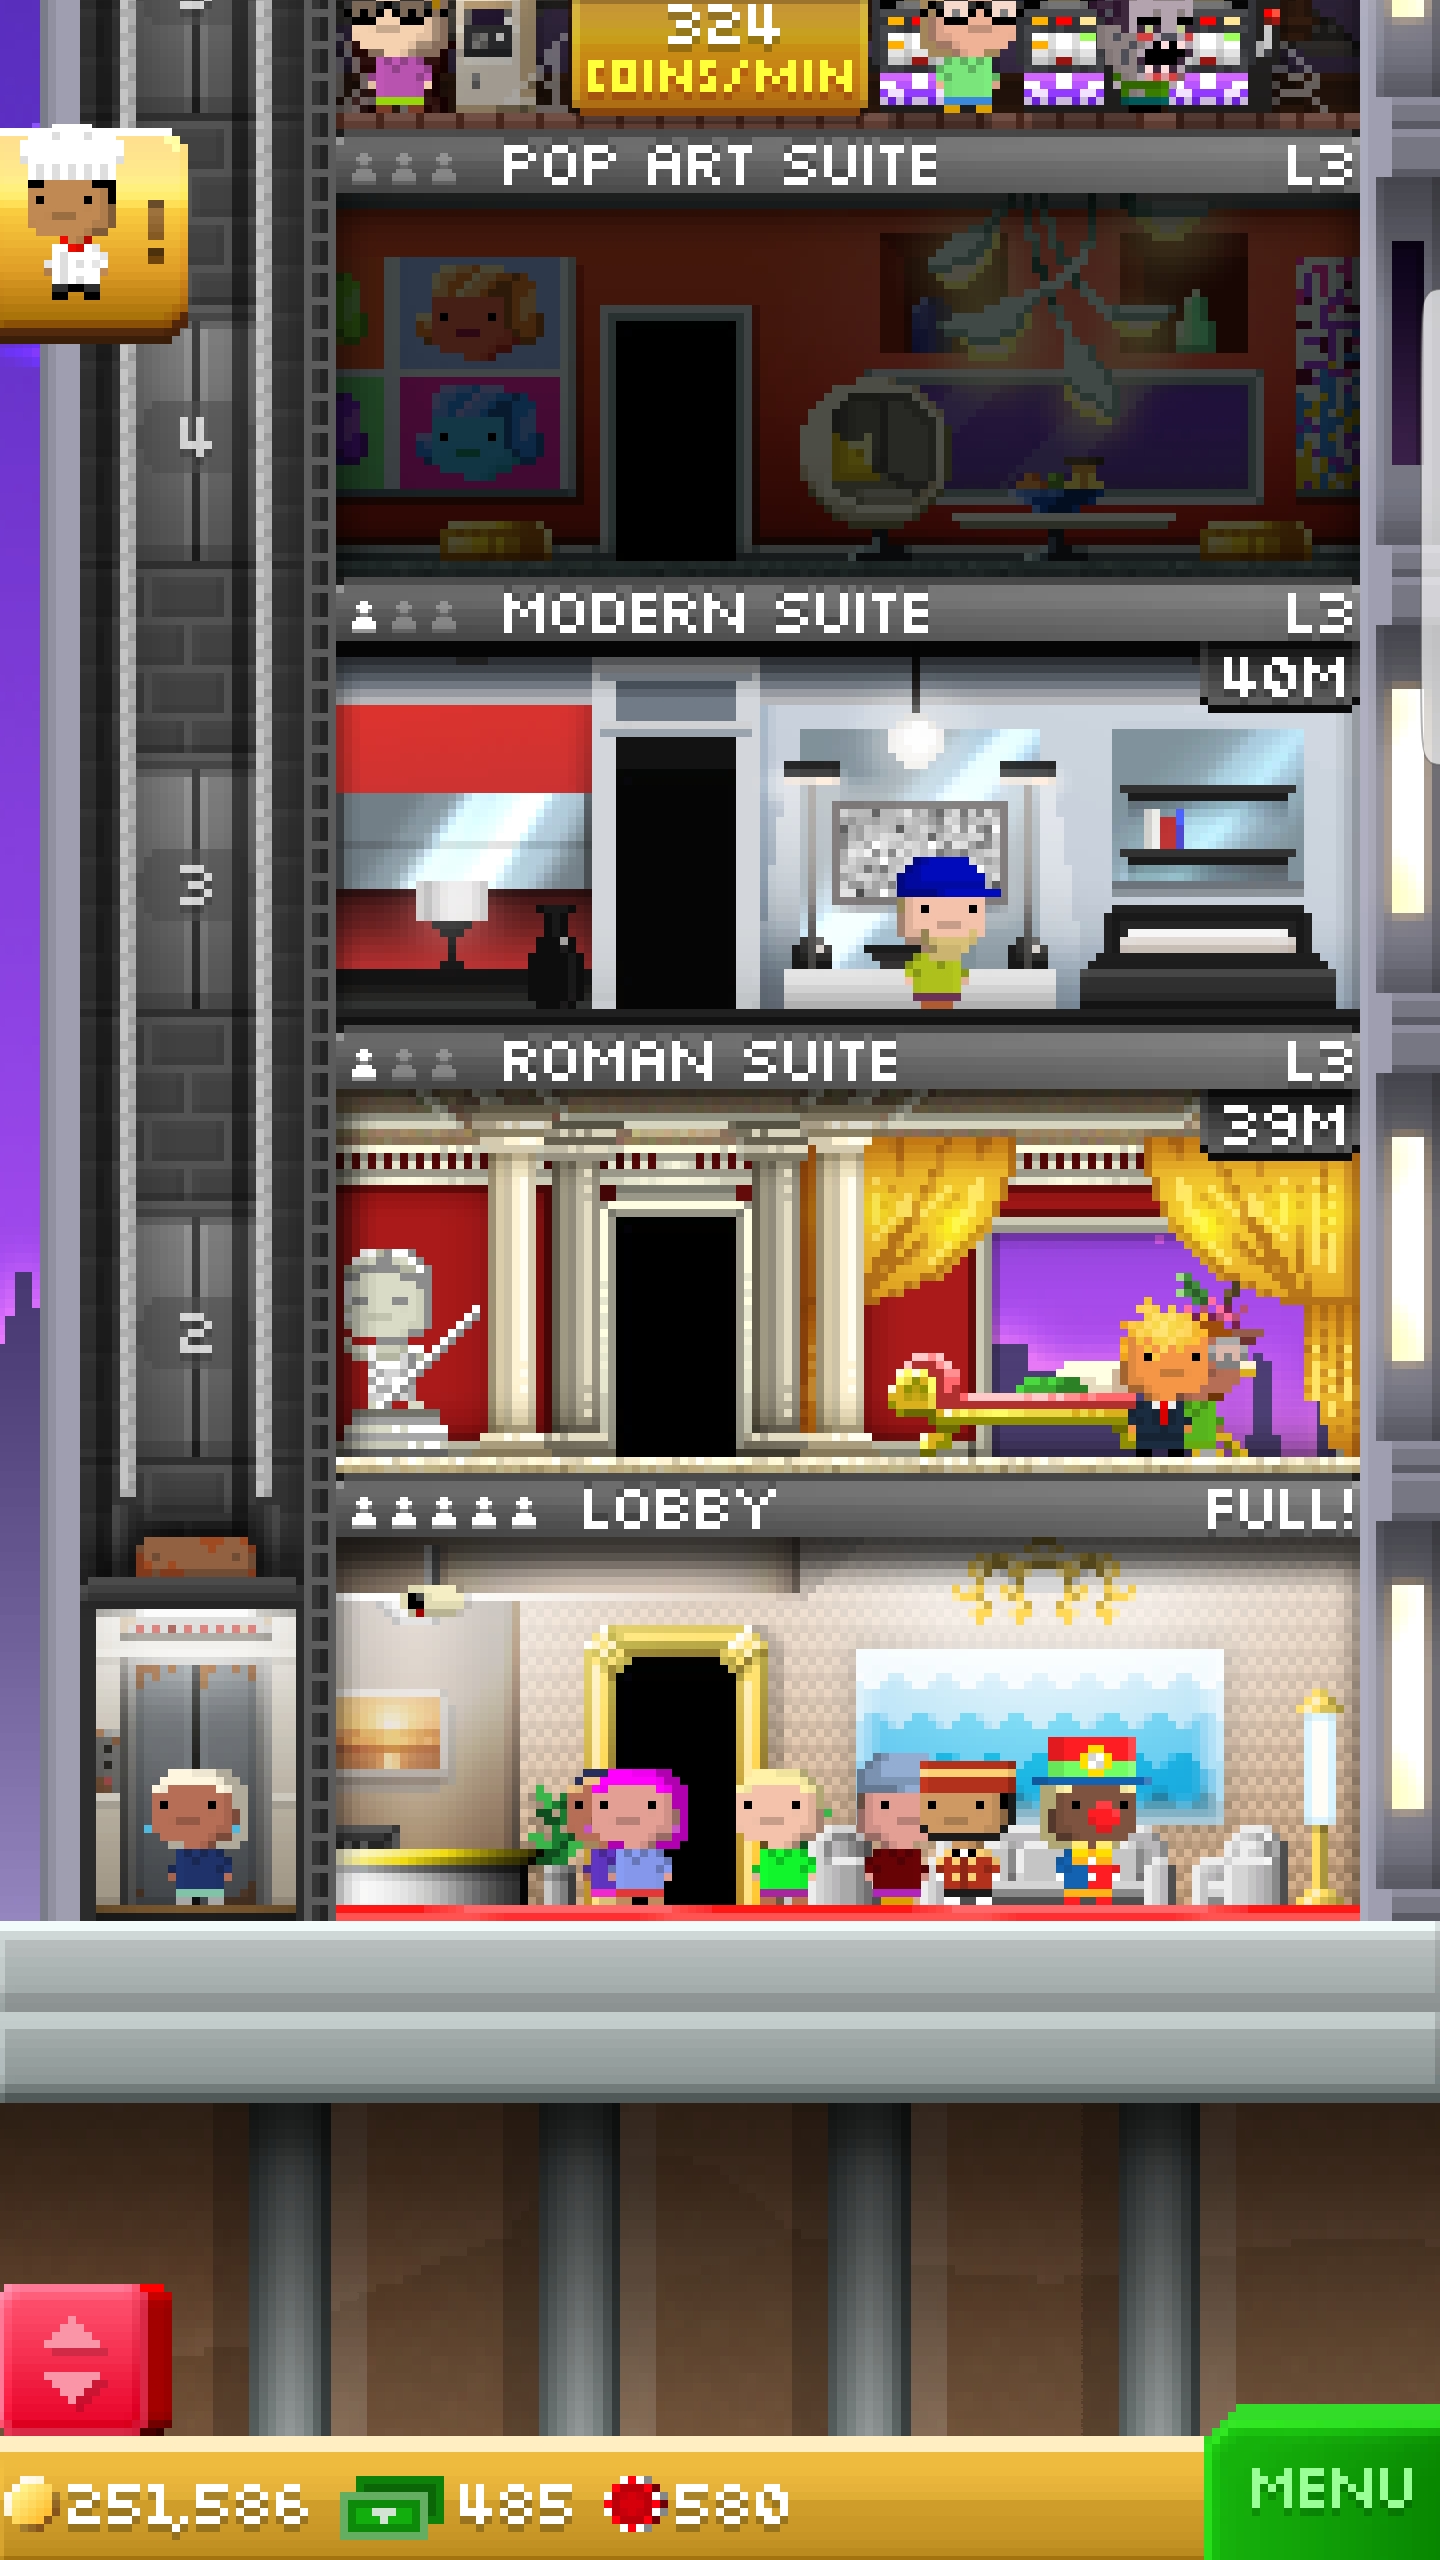 324
COINS/MIN
POP ART SUITE L3
!
4
MODERN SUITE L3
40M
3
ROMAN SUITE L3
39M
2
LOBBY FULL!
251,586 485 580
MENU